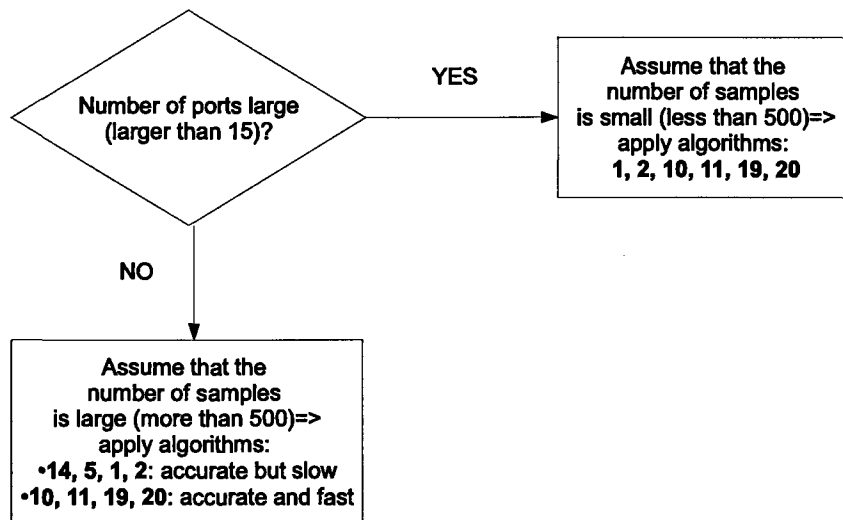 Number of ports large
(larger than 15)?
YES
Assume that the
number of samples
is small (less than 500)=>
apply algorithms:
1, 2, 10, 11, 19, 20
NO
Assume that the
number of samples
is large (more than 500)=>
apply algorithms:
•14, 5, 1, 2: accurate but slow
•10, 11, 19, 20: accurate and fast